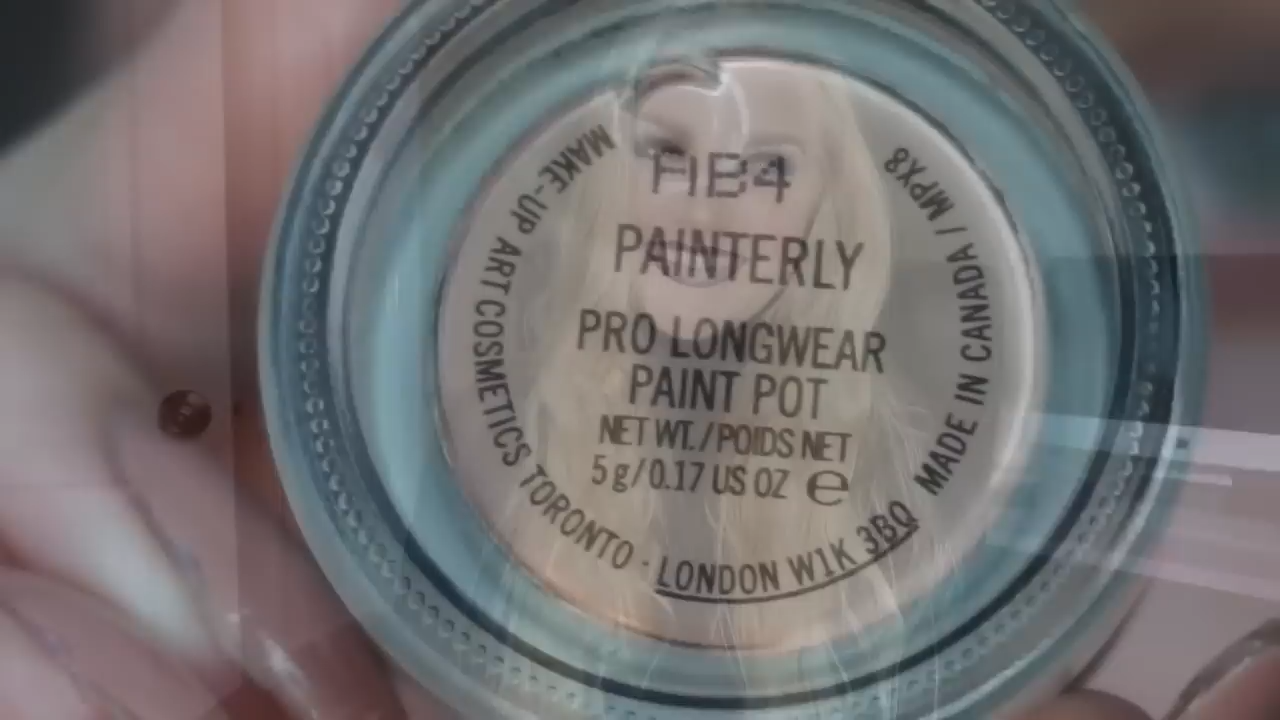 AB4
PAINTERLY
PRO LONGWEAR
PAINT POT
NET WT./POIDS NET
5 g/0.17 US OZ e
MAKE-UP ART COSMETICS TORONTO · LONDON W1K 3BQ MADE IN CANADA / MPX8